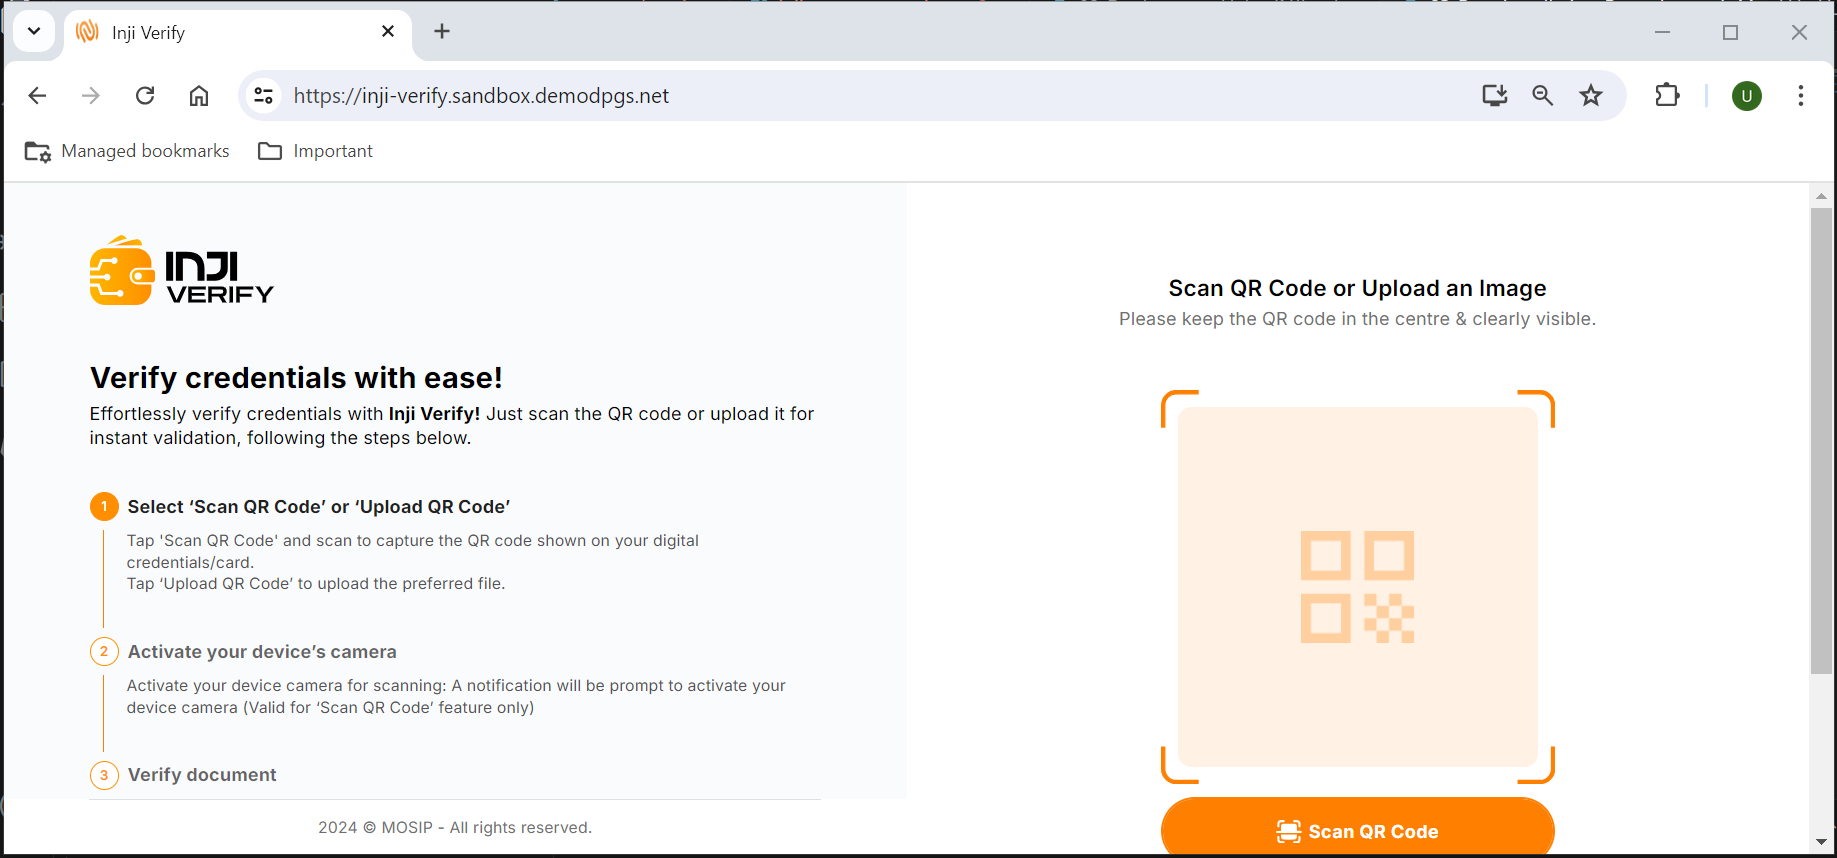 Inji Verify
https://inji-verify.sandbox.demodpgs.net
U
Managed bookmarks
Important
INJI
VERIFY
Verify credentials with ease!
Effortlessly verify credentials with Inji Verify! Just scan the QR code or upload it for
instant validation, following the steps below.
1 Select ‘Scan QR Code’ or ‘Upload QR Code’
Tap 'Scan QR Code' and scan to capture the QR code shown on your digital
credentials/card.
Tap ‘Upload QR Code’ to upload the preferred file.
2 Activate your device’s camera
Activate your device camera for scanning: A notification will be prompt to activate your
device camera (Valid for ‘Scan QR Code’ feature only)
3 Verify document
2024 © MOSIP - All rights reserved.
Scan QR Code or Upload an Image
Please keep the QR code in the centre & clearly visible.
Scan QR Code